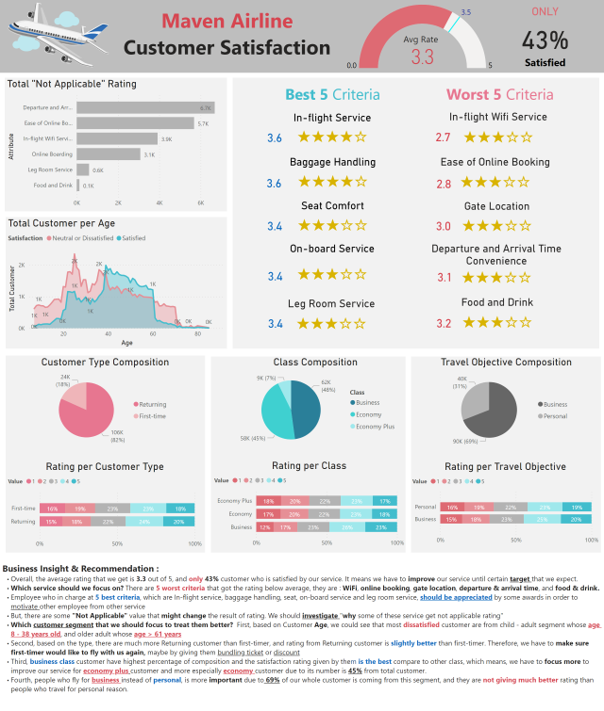 Maven Airline
Customer Satisfaction
3.5
Avg Rate
3.3
0.0
5
ONLY
43%
Satisfied
Total "Not Applicable" Rating
Attribute
Departure and Arr...
6.7K
Ease of Online Bo...
5.7K
In-flight Wifi Servi...
3.9K
Online Boarding
3.1K
Leg Room Service
0.6K
Food and Drink
0.1K
0K 2K 4K 6K
Total Customer per Age
Satisfaction Neutral or Dissatisfied Satisfied
Total Customer
2K
1K
0K
20 40 60 80
Age
Best 5 Criteria
In-flight Service
3.6
Baggage Handling
3.6
Seat Comfort
3.4
On-board Service
3.4
Leg Room Service
3.4
Worst 5 Criteria
In-flight Wifi Service
2.7
Ease of Online Booking
2.8
Gate Location
3.0
Departure and Arrival Time
Convenience
3.1
Food and Drink
3.2
Customer Type Composition
24K
(18%)
106K
(82%)
Returning
First-time
Rating per Customer Type
Value 1 2 3 4 5
First-time 16% 19% 23% 23% 18%
Returning 15% 18% 22% 24% 20%
0% 50% 100%
Class Composition
9K (7%)
62K
(48%)
58K (45%)
Class
Business
Economy
Economy Plus
Rating per Class
Value 1 2 3 4 5
Economy Plus 18% 20% 22% 23% 17%
Economy 17% 20% 23% 23% 18%
Business 12% 17% 23% 26% 21%
0% 50% 100%
Travel Objective Composition
40K
(31%)
90K (69%)
Business
Personal
Rating per Travel Objective
Value 1 2 3 4 5
Personal 16% 19% 22% 23% 19%
Business 15% 18% 23% 25% 20%
0% 50% 100%
Business Insight & Recommendation :
• Overall, the average rating that we get is 3.3 out of 5, and only 43% customer who is satisfied by our service. It means we have to improve our service until certain target that we expect.
• Which service should we focus on? There are 5 worst criteria that got the rating below average, they are : WiFi, online booking, gate location, departure & arrival time, and food & drink.
• Employee who in charge at 5 best criteria, which are In-flight service, baggage handling, seat, on-board service and leg room service, should be appreciated by some awards in order to
motivate other employee from other service
• But, there are some "Not Applicable" value that might change the result of rating. We should investigate "why some of these service get not applicable rating"
• Which customer segment that we should focus to treat them better? First, based on Customer Age, we could see that most dissatisfied customer are from child - adult segment whose age
8 - 38 years old, and older adult whose age > 61 years
• Second, based on the type, there are much more Returning customer than first-timer, and rating from Returning customer is slightly better than first-timer. Therefore, we have to make sure
first-timer would like to fly with us again, maybe by giving them bundling ticket or discount
• Third, business class customer have highest percentage of composition and the satisfaction rating given by them is the best compare to other class, which means, we have to focus more to
improve our service for economy plus customer and more especially economy customer due to its number is 45% from total customer.
• Fourth, people who fly for business instead of personal, is more important due to 69% of our whole customer is coming from this segment, and they are not giving much better rating than
people who travel for personal reason.